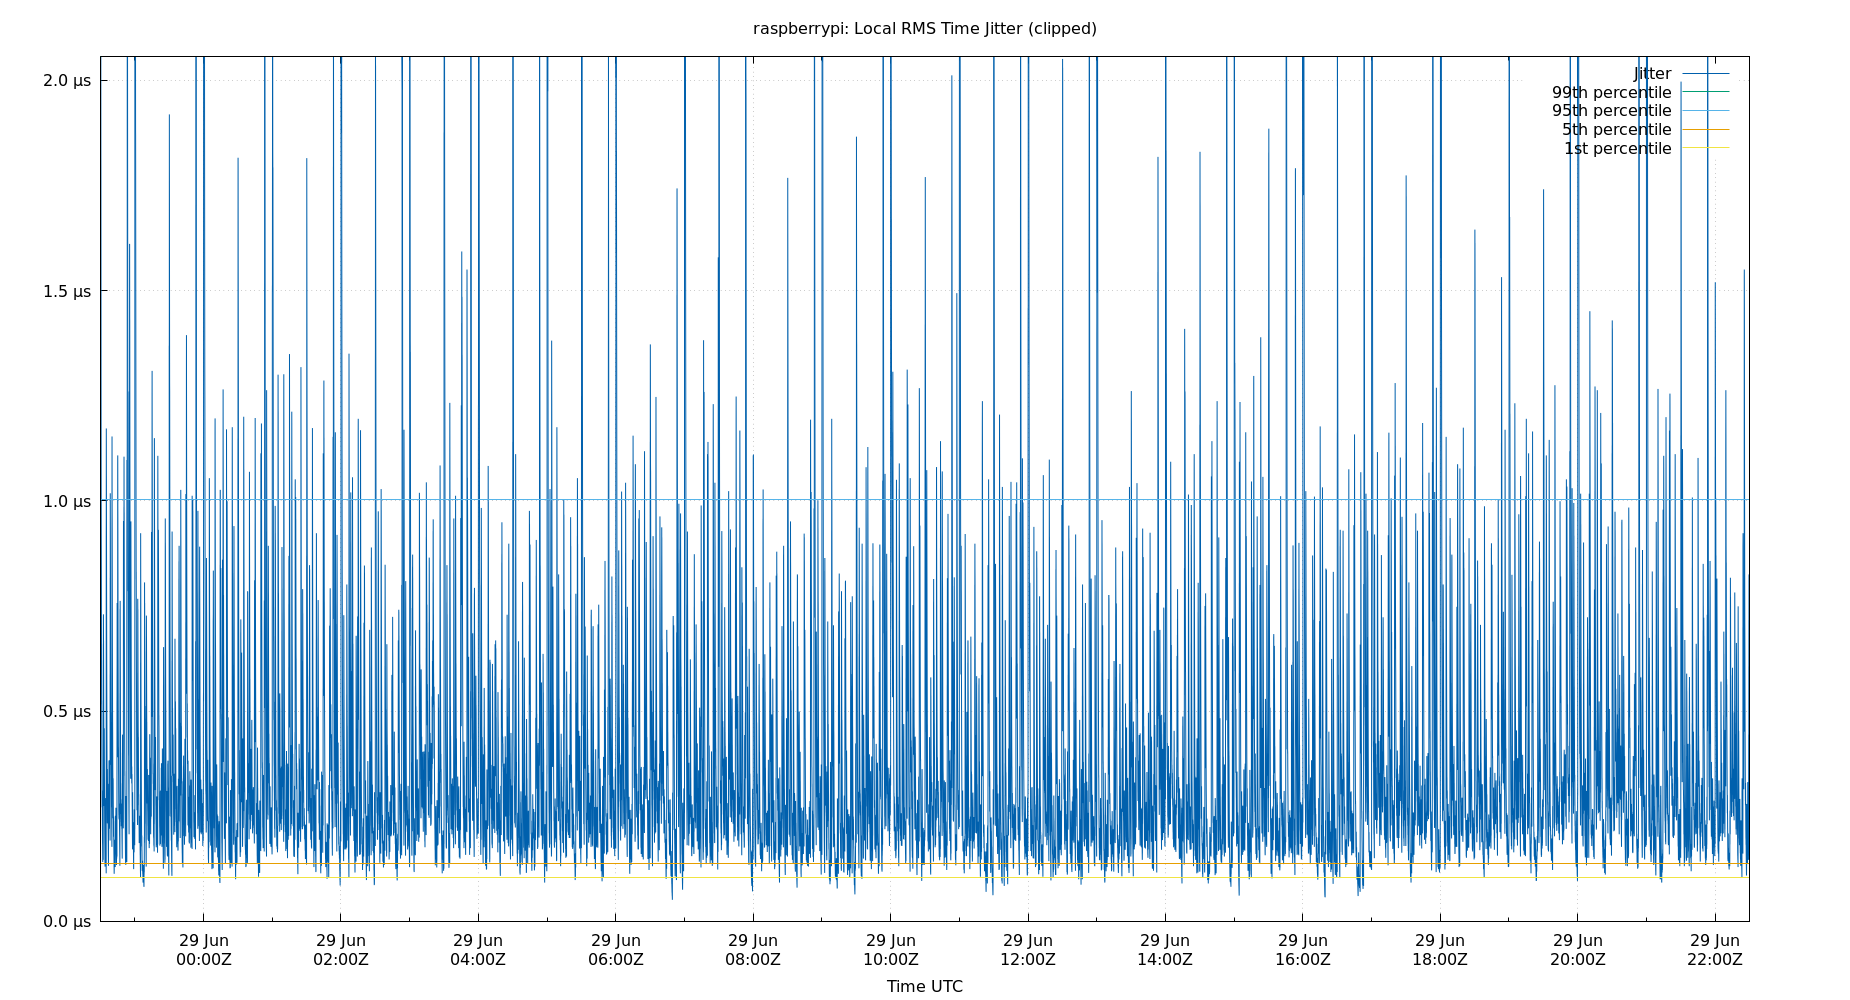 raspberrypi: Local RMS Time Jitter (clipped)
2.0 µs
1.5 µs
1.0 µs
0.5 µs
0.0 µs
Jitter
99th percentile
95th percentile
5th percentile
1st percentile
29 Jun 29 Jun 29 Jun 29 Jun 29 Jun 29 Jun 29 Jun 29 Jun 29 Jun 29 Jun 29 Jun 29 Jun
00:00Z 02:00Z 04:00Z 06:00Z 08:00Z 10:00Z 12:00Z 14:00Z 16:00Z 18:00Z 20:00Z 22:00Z
Time UTC